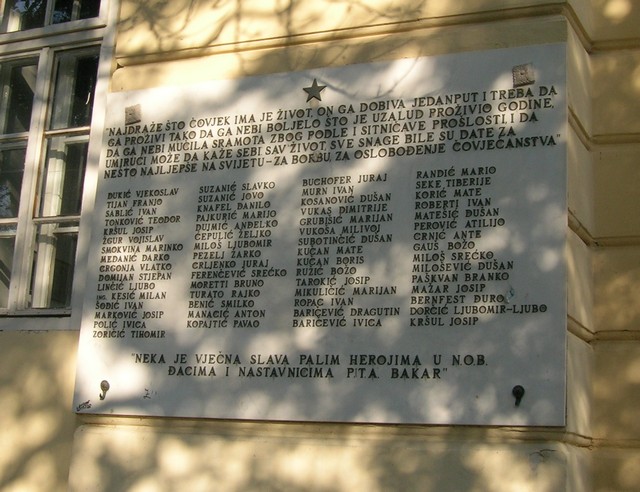 "NAJDRAŽE ŠTO ČOVJEK IMA JE ŽIVOT. ON GA DOBIVA JEDANPUT I TREBA DA
GA PROŽIVI TAKO DA GA NEBI BOLJELO ŠTO JE UZALUD PROŽIVIO GODINE,
DA GA NEBI MUČILA SRAMOTA ZBOG PODLE I SITNIČAVE PROŠLOSTI I DA
UMIRUĆI MOŽE DA KAŽE SEBI, SAV ŽIVOT, SVE SNAGE BILE SU DATE ZA
NEŠTO NAJLJEPŠE NA SVIJETU-ZA BORBU, ZA OSLOBOĐENJE ČOVJEČANSTVA"
ĐUKIĆ VJEKOSLAV
TIJAN FRANJO
SABLIĆ IVAN
TONKOVIĆ TEODOR
KRŠUL JOSIP
ŽGUR VOJISLAV
SMOKVINA MARINKO
MEDANIĆ DARKO
GRGONJA VLATKO
DOMIJAN STJEPAN
LINČIĆ LJUBO
ING. KESIĆ MILAN
ŠODIĆ IVAN
MARKOVIĆ JOSIP
POLIĆ IVICA
ZORIČIĆ TIHOMIR
SUZANIĆ SLAVKO
SUZANIĆ JOVO
KNAFEL DANILO
PAJKURIĆ MARIJO
DUJMIĆ ANĐELKO
ČEPULIĆ ŽELJKO
MILOŠ LJUBOMIR
PEZELJ ŽARKO
GRLJENKO JURAJ
FERENČEVIĆ SREĆKO
MORETTI BRUNO
TURATO RAJKO
BENIĆ SMILKO
MANAČIĆ ANTON
KOPAJTIĆ PAVAO
BUCHOFER JURAJ
MURN IVAN
KOSANOVIĆ DUŠAN
VUKAS DIMITRIJE
GRUBIŠIĆ MARIJAN
VUKOŠA MILIVOJ
SUBOTINČIĆ DUŠAN
KUČAN MATE
KUČAN BORIS
RUŽIĆ BOŽO
TAROKIĆ JOSIP
MIKULIČIĆ MARIJAN
ROPAC IVAN
BARIČEVIĆ DRAGUTIN
BARIČEVIĆ IVICA
RANDIĆ MARIO
SEKE TIBERIJE
KORIĆ MATE
ROBERTI IVAN
MATEŠIĆ DUŠAN
PEROVIĆ ATILIJO
CRNIĆ ANTE
GAUŠ BOŽO
MILOŠ SREĆKO
MILOŠEVIĆ DUŠAN
PAŠKVAN BRANKO
MAŽAR JOSIP
BERNFEST ĐURO
DORČIĆ LJUBOMIR-LJUBO
KRŠUL JOSIP
"NEKA JE VJEČNA SLAVA PALIM HEROJIMA U N.O.B.
ĐACIMA I NASTAVNICIMA P.T.A. BAKAR"